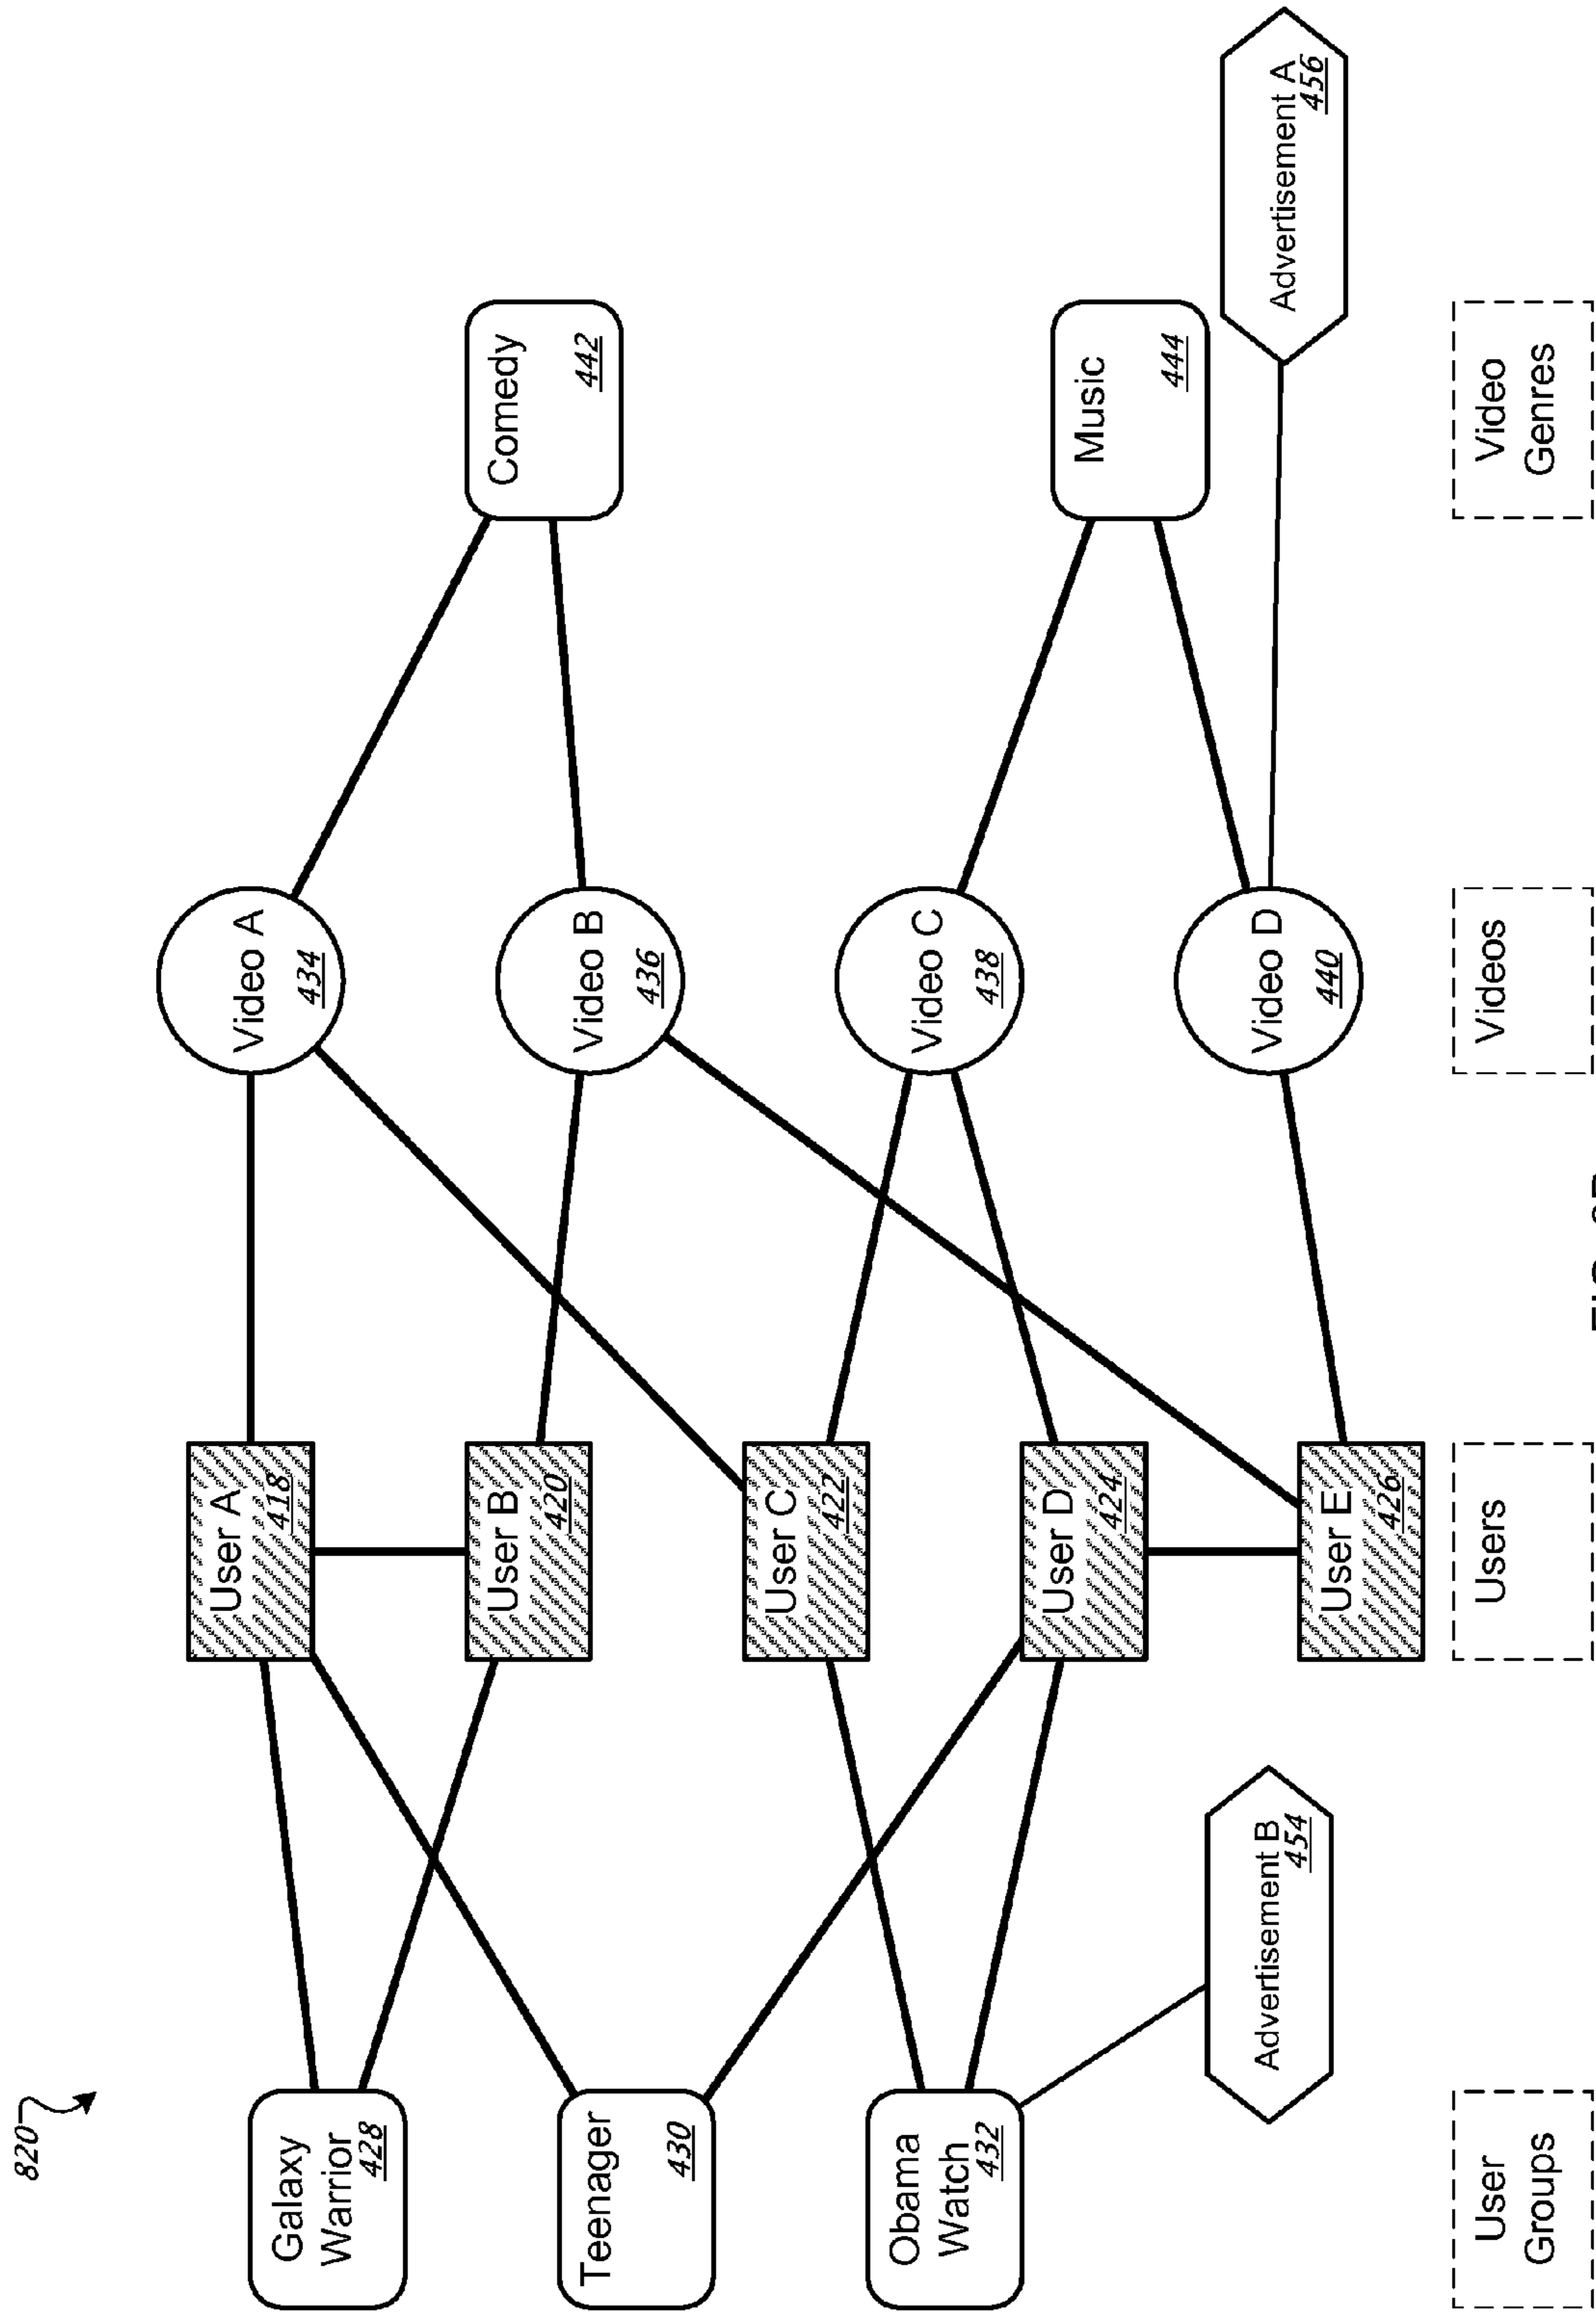 820
Galaxy
Warrior
428
Teenager
430
Obama
Watch
432
User
Groups
User A
418
User B
420
User C
422
User D
424
User E
426
Advertisement B
454
Users
Video A
434
Video B
436
Video C
438
Video D
440
Videos
Comedy
442
Music
444
Advertisement A
456
Video
Genres